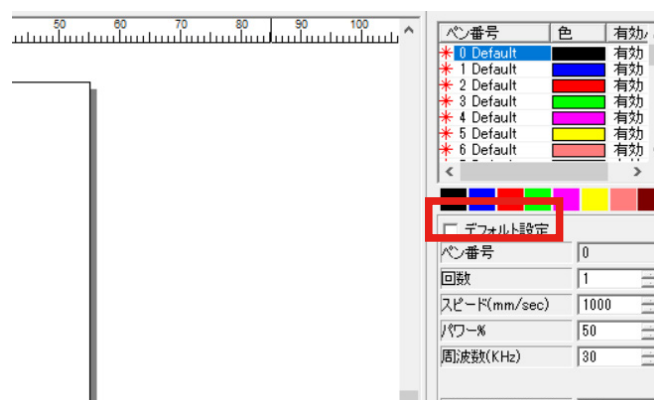 50 60 70 80 90 100
ペン番号 色 有効/
0 Default 有効
1 Default 有効
2 Default 有効
3 Default 有効
4 Default 有効
5 Default 有効
6 Default 有効
デフォルト設定
ペン番号 0
回数 1
スピード(mm/sec) 1000
パワー% 50
周波数(KHz) 30